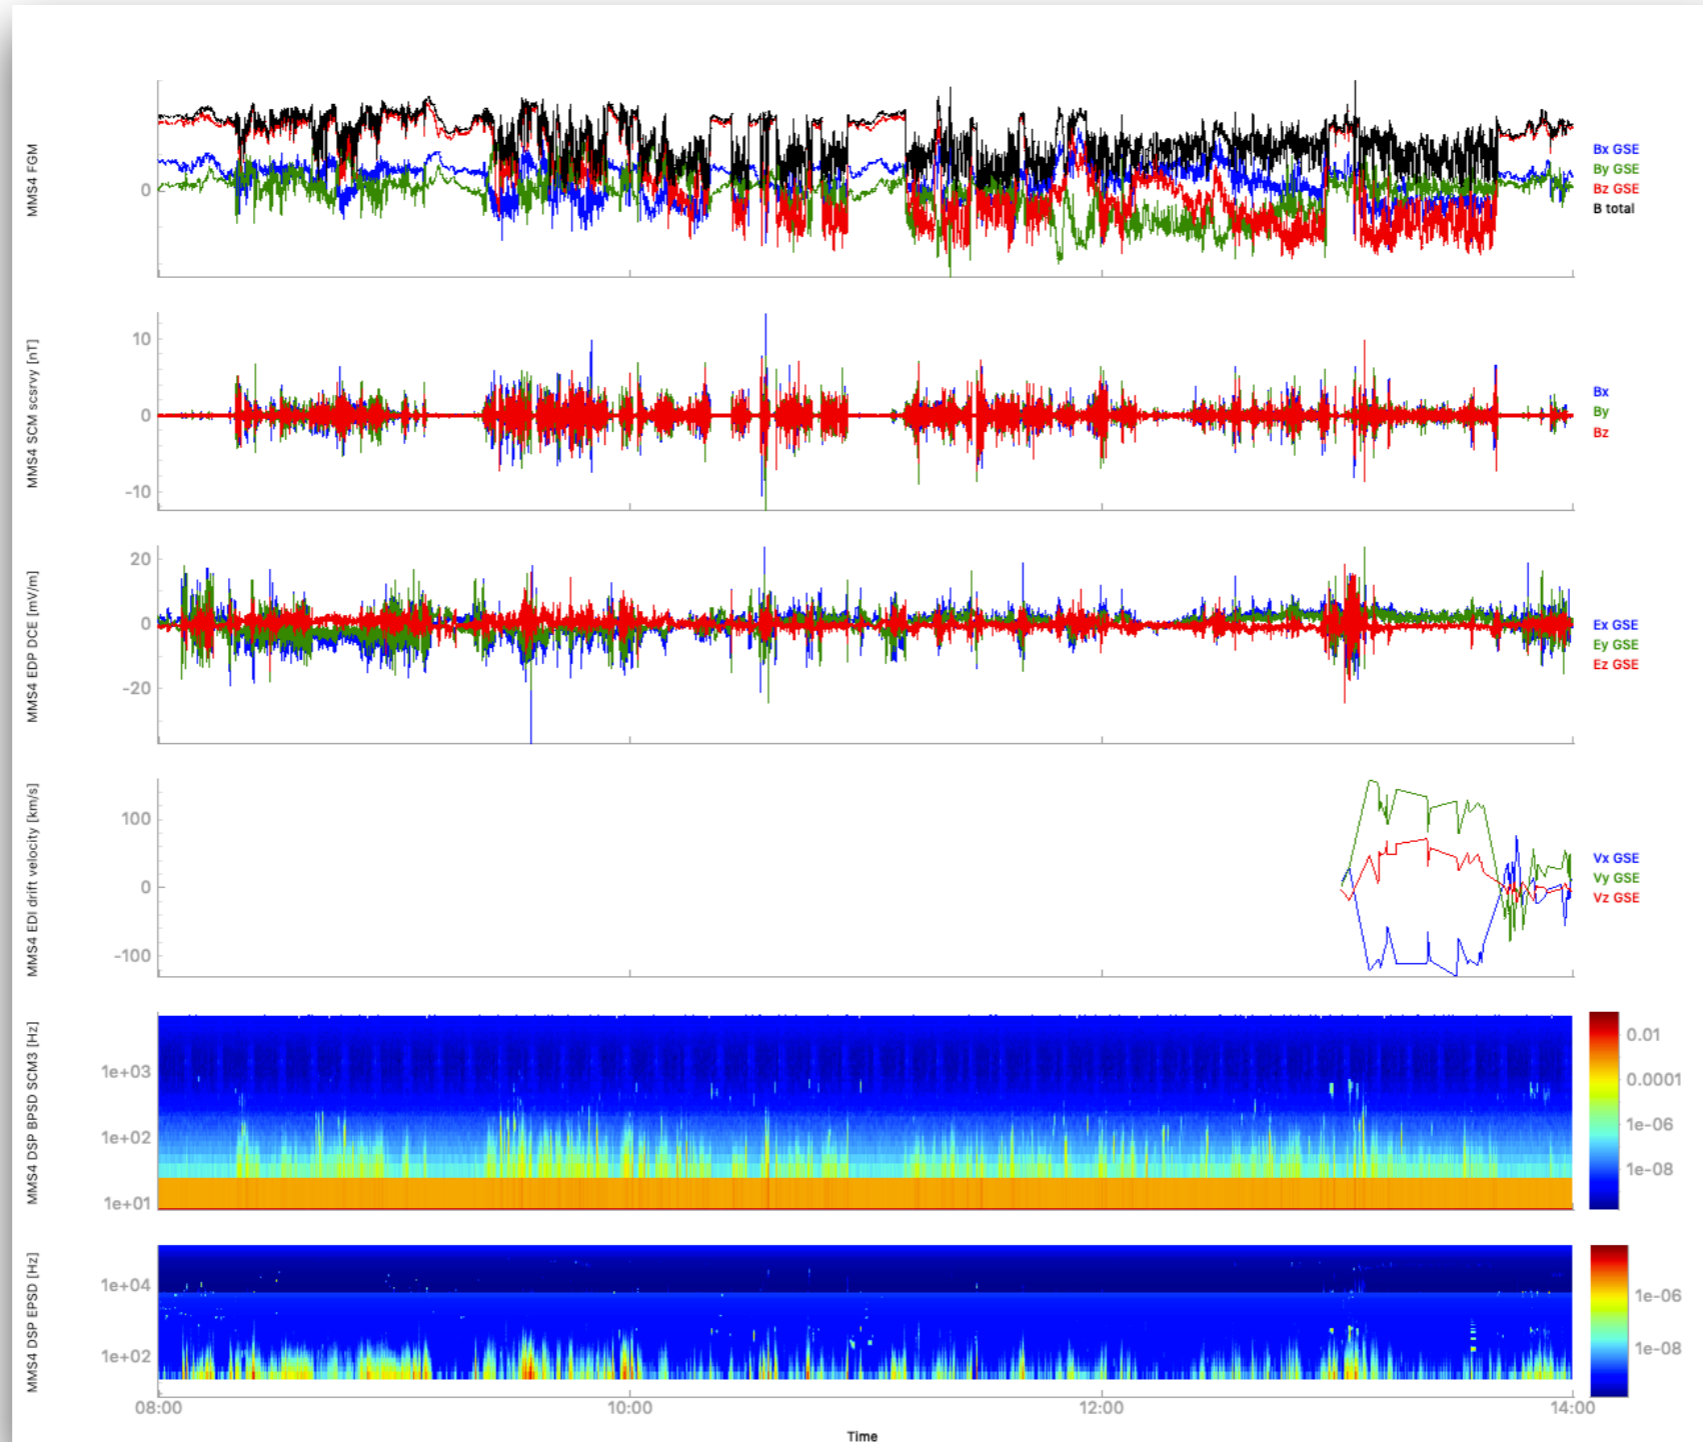 MMS4 FGM
0
Bx GSE
By GSE
Bz GSE
B total
MMS4 SCM scsrvy [nT]
10
0
-10
Bx
By
Bz
MMS4 EDP DCE [mV/m]
20
0
-20
Ex GSE
Ey GSE
Ez GSE
MMS4 EDI drift velocity [km/s]
100
0
-100
Vx GSE
Vy GSE
Vz GSE
MMS4 DSP BPSD SCM3 [Hz]
1e+03
1e+02
1e+01
0.01
0.0001
1e-06
1e-08
MMS4 DSP EPSD [Hz]
1e+04
1e+02
1e-06
1e-08
08:00
10:00
12:00
14:00
Time